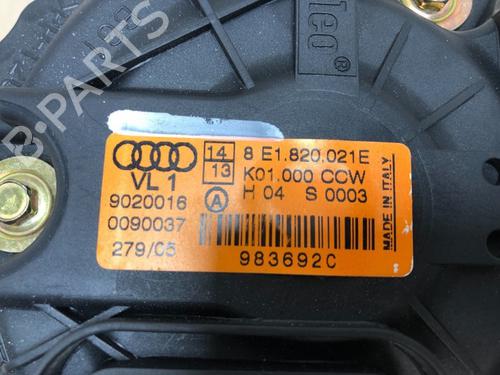 lco
®
VL 1
9020016
0090037
279/05
14
13
A
8 E1.820.021E
K01.000 CCW
H 04 S 0003
983692C
MADE IN ITALY
B-PARTS